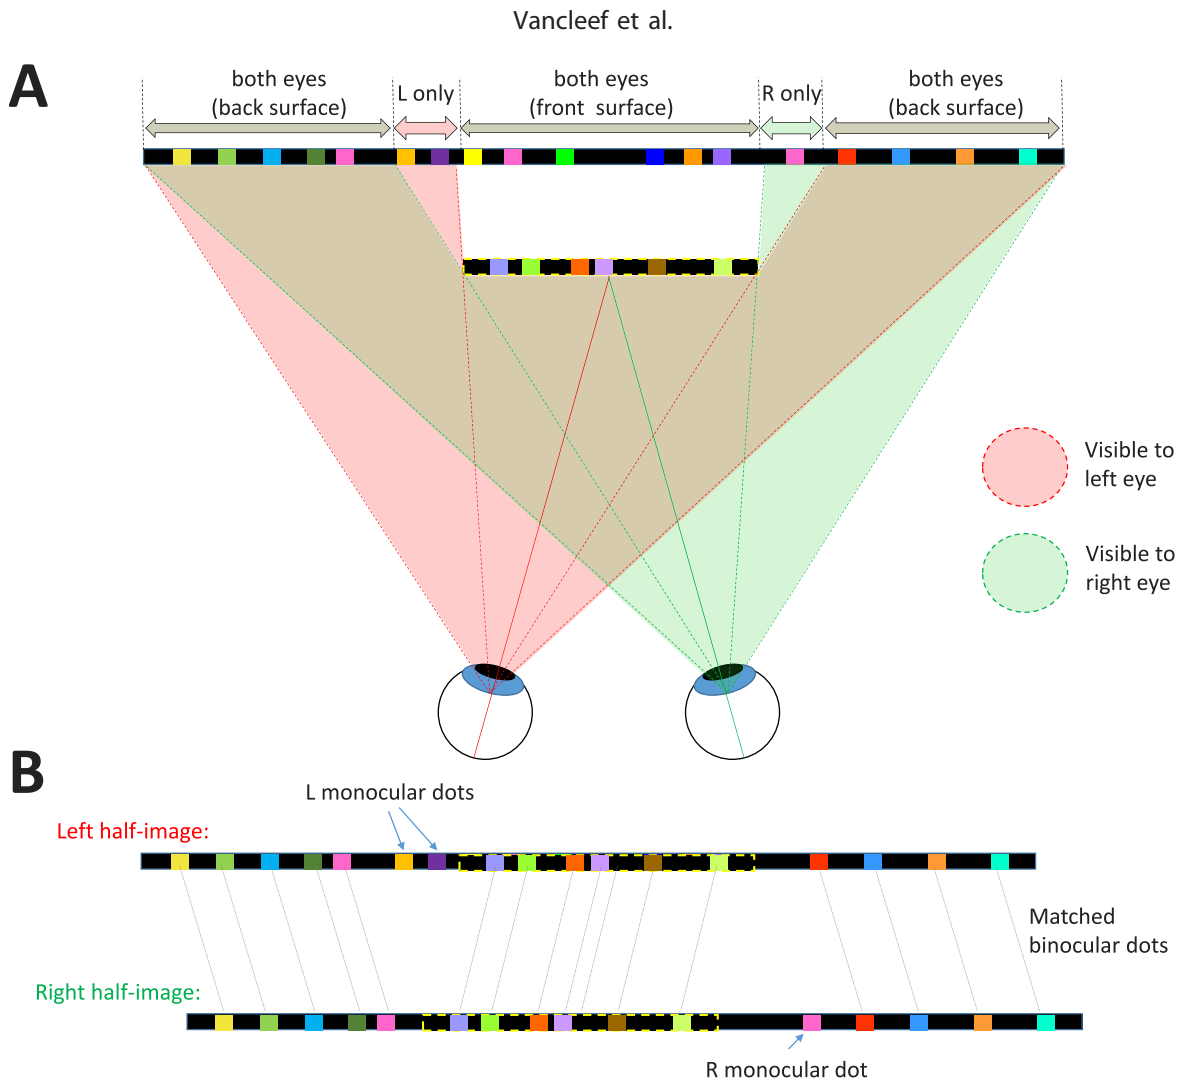 Vancleef et al.
A
both eyes
(back surface)
L only
both eyes
(front surface)
R only
both eyes
(back surface)
Visible to
left eye
Visible to
right eye
B
L monocular dots
Left half-image:
Matched
binocular dots
Right half-image:
R monocular dot